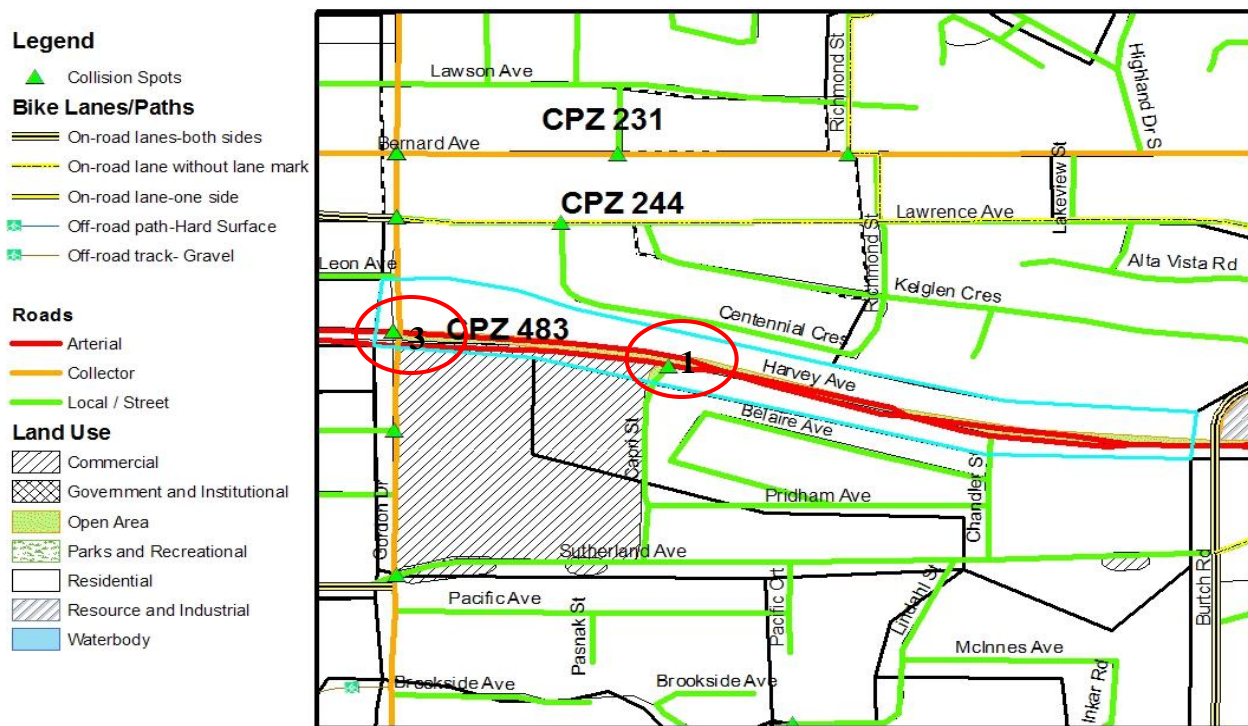 Legend
Collision Spots
Bike Lanes/Paths
On-road lanes-both sides
On-road lane without lane mark
On-road lane-one side
Off-road path-Hard Surface
Off-road track- Gravel
Roads
Arterial
Collector
Local / Street
Land Use
Commercial
Government and Institutional
Open Area
Parks and Recreational
Residential
Resource and Industrial
Waterbody
Lawson Ave
Richmond St
Highland Dr S
CPZ 231
Bernard Ave
Lakeview St
CPZ 244
Lawrence Ave
Richmond St
Leon Ave
Alta Vista Rd
Kelglen Cres
Centennial Cres
CPZ 483
3
1
Harvey Ave
Belaire Ave
Capri St
Chandler St
Pridham Ave
Gordon Dr
Sutherland Ave
Burtch Rd
Pacific Ave
Pasnak St
Pacific Crt
Lindahl St
McInnes Ave
Inkar Rd
Brookside Ave
Brookside Ave